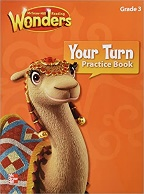 Grade 3
McGraw-Hill Reading
Wonders
Your Turn
Practice Book